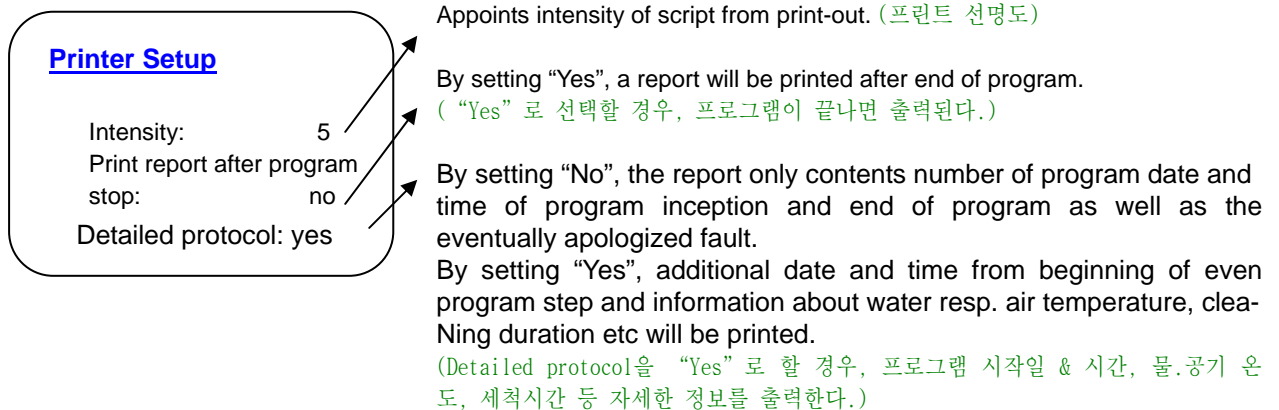 Printer Setup
Intensity: 5
Print report after program
stop: no
Detailed protocol: yes
Appoints intensity of script from print-out. (프린트 선명도)
By setting “Yes”, a report will be printed after end of program.
( “Yes” 로 선택할 경우, 프로그램이 끝나면 출력된다.)
By setting “No”, the report only contents number of program date and
time of program inception and end of program as well as the
eventually apologized fault.
By setting “Yes”, additional date and time from beginning of even
program step and information about water resp. air temperature, clea-
Ning duration etc will be printed.
(Detailed protocol을 “Yes” 로 할 경우, 프로그램 시작일 & 시간, 물.공기 온
도, 세척시간 등 자세한 정보를 출력한다.)